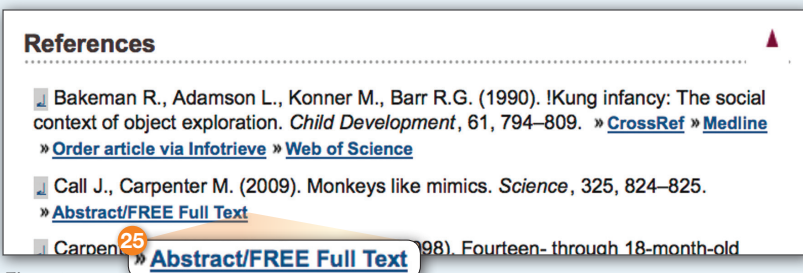 References
Bakeman R., Adamson L., Konner M., Barr R.G. (1990). !Kung infancy: The social
context of object exploration. Child Development, 61, 794–809. » CrossRef » Medline
» Order article via Infotrieve » Web of Science
Call J., Carpenter M. (2009). Monkeys like mimics. Science, 325, 824–825.
» Abstract/FREE Full Text
Carpen 98). Fourteen- through 18-month-old
25
» Abstract/FREE Full Text